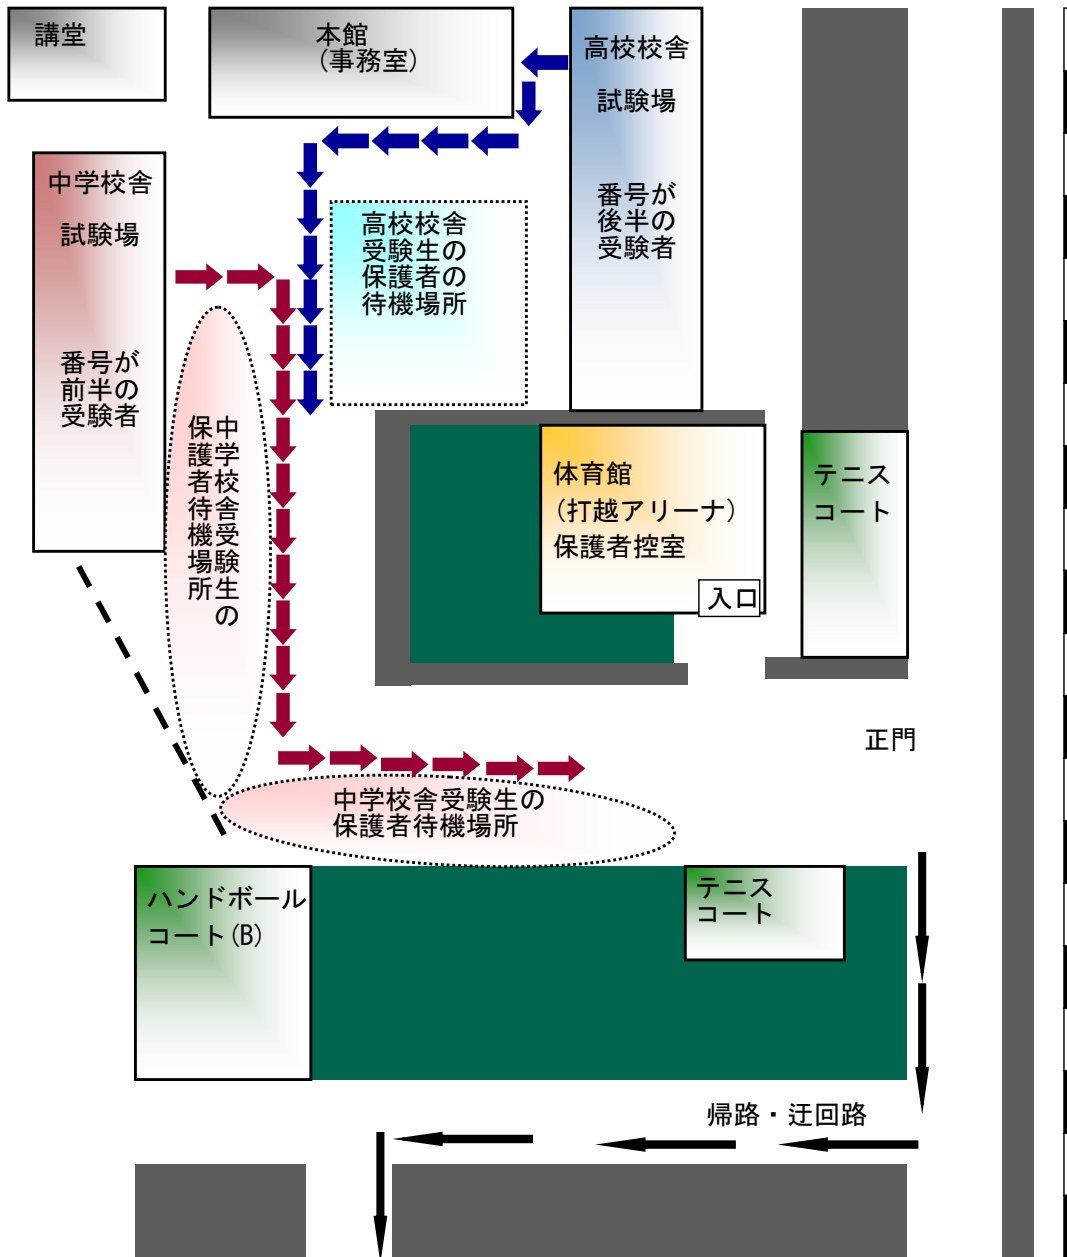 講堂
本館
（事務室）
高校校舎
試験場
番号が
後半の
受験者
中学校舎
試験場
番号が
前半の
受験者
高校校舎
受験生の
保護者の
待機場所
中学校舎受験生の
保護者待機場所
体育館
（打越アリーナ）
保護者控室
入口
テニス
コート
正門
中学校舎受験生の
保護者待機場所
ハンドボール
コート(B)
テニス
コート
帰路・迂回路